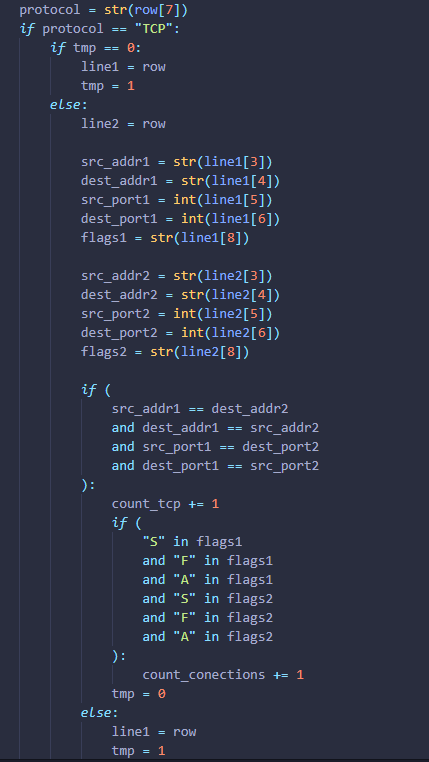 protocol = str(row[7])
if protocol == "TCP":
    if tmp == 0:
        line1 = row
        tmp = 1
    else:
        line2 = row

        src_addr1 = str(line1[3])
        dest_addr1 = str(line1[4])
        src_port1 = int(line1[5])
        dest_port1 = int(line1[6])
        flags1 = str(line1[8])

        src_addr2 = str(line2[3])
        dest_addr2 = str(line2[4])
        src_port2 = int(line2[5])
        dest_port2 = int(line2[6])
        flags2 = str(line2[8])

        if (
            src_addr1 == dest_addr2
            and dest_addr1 == src_addr2
            and src_port1 == dest_port2
            and dest_port1 == src_port2
        ):
            count_tcp += 1
            if (
                "S" in flags1
                and "F" in flags1
                and "A" in flags1
                and "S" in flags2
                and "F" in flags2
                and "A" in flags2
            ):
                count_conections += 1
            tmp = 0
        else:
            line1 = row
            tmp = 1